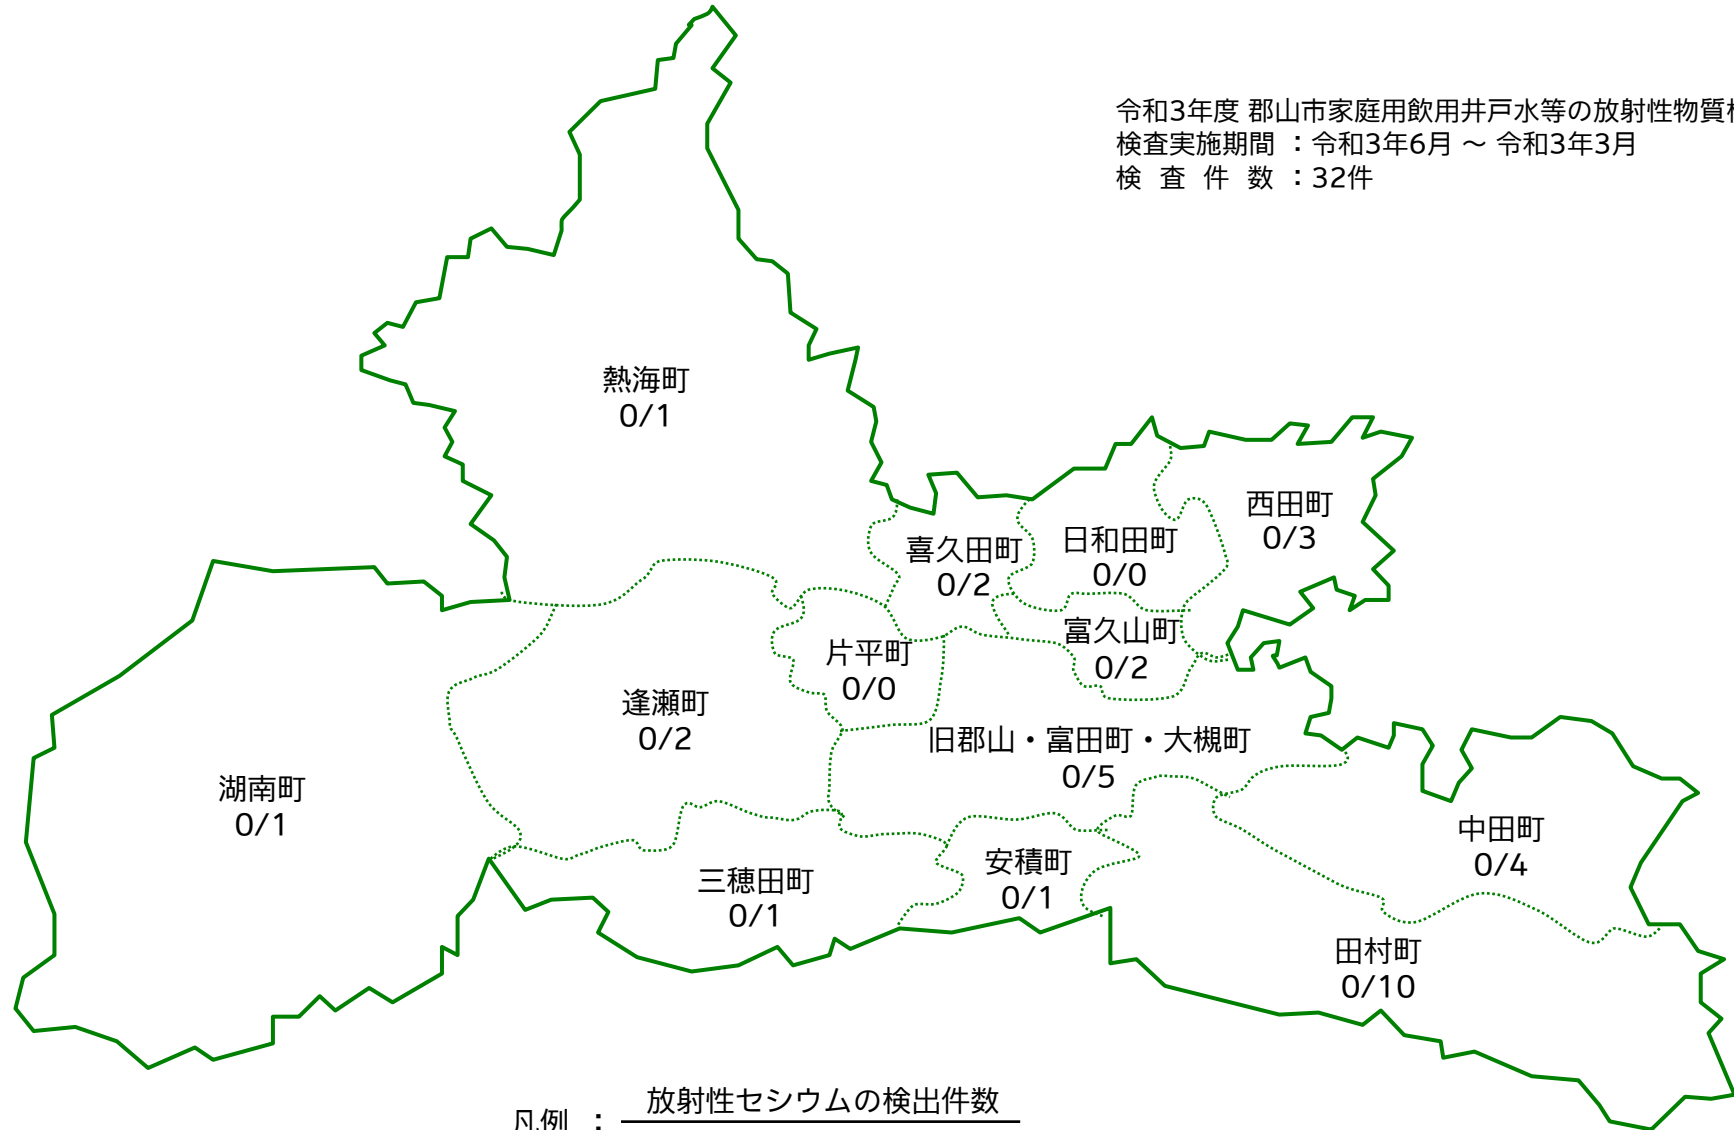 令和3年度 郡山市家庭用飲用井戸水等の放射性物質
検査実施期間 ：令和3年6月 ～ 令和3年3月
検 査 件 数 ：32件
熱海町
0/1
西田町
0/3
日和田町
0/0
喜久田町
0/2
富久山町
0/2
片平町
0/0
逢瀬町
0/2
旧郡山・富田町・大槻町
0/5
湖南町
0/1
中田町
0/4
安積町
0/1
三穂田町
0/1
田村町
0/10
放射性セシウムの検出件数
凡例 ：